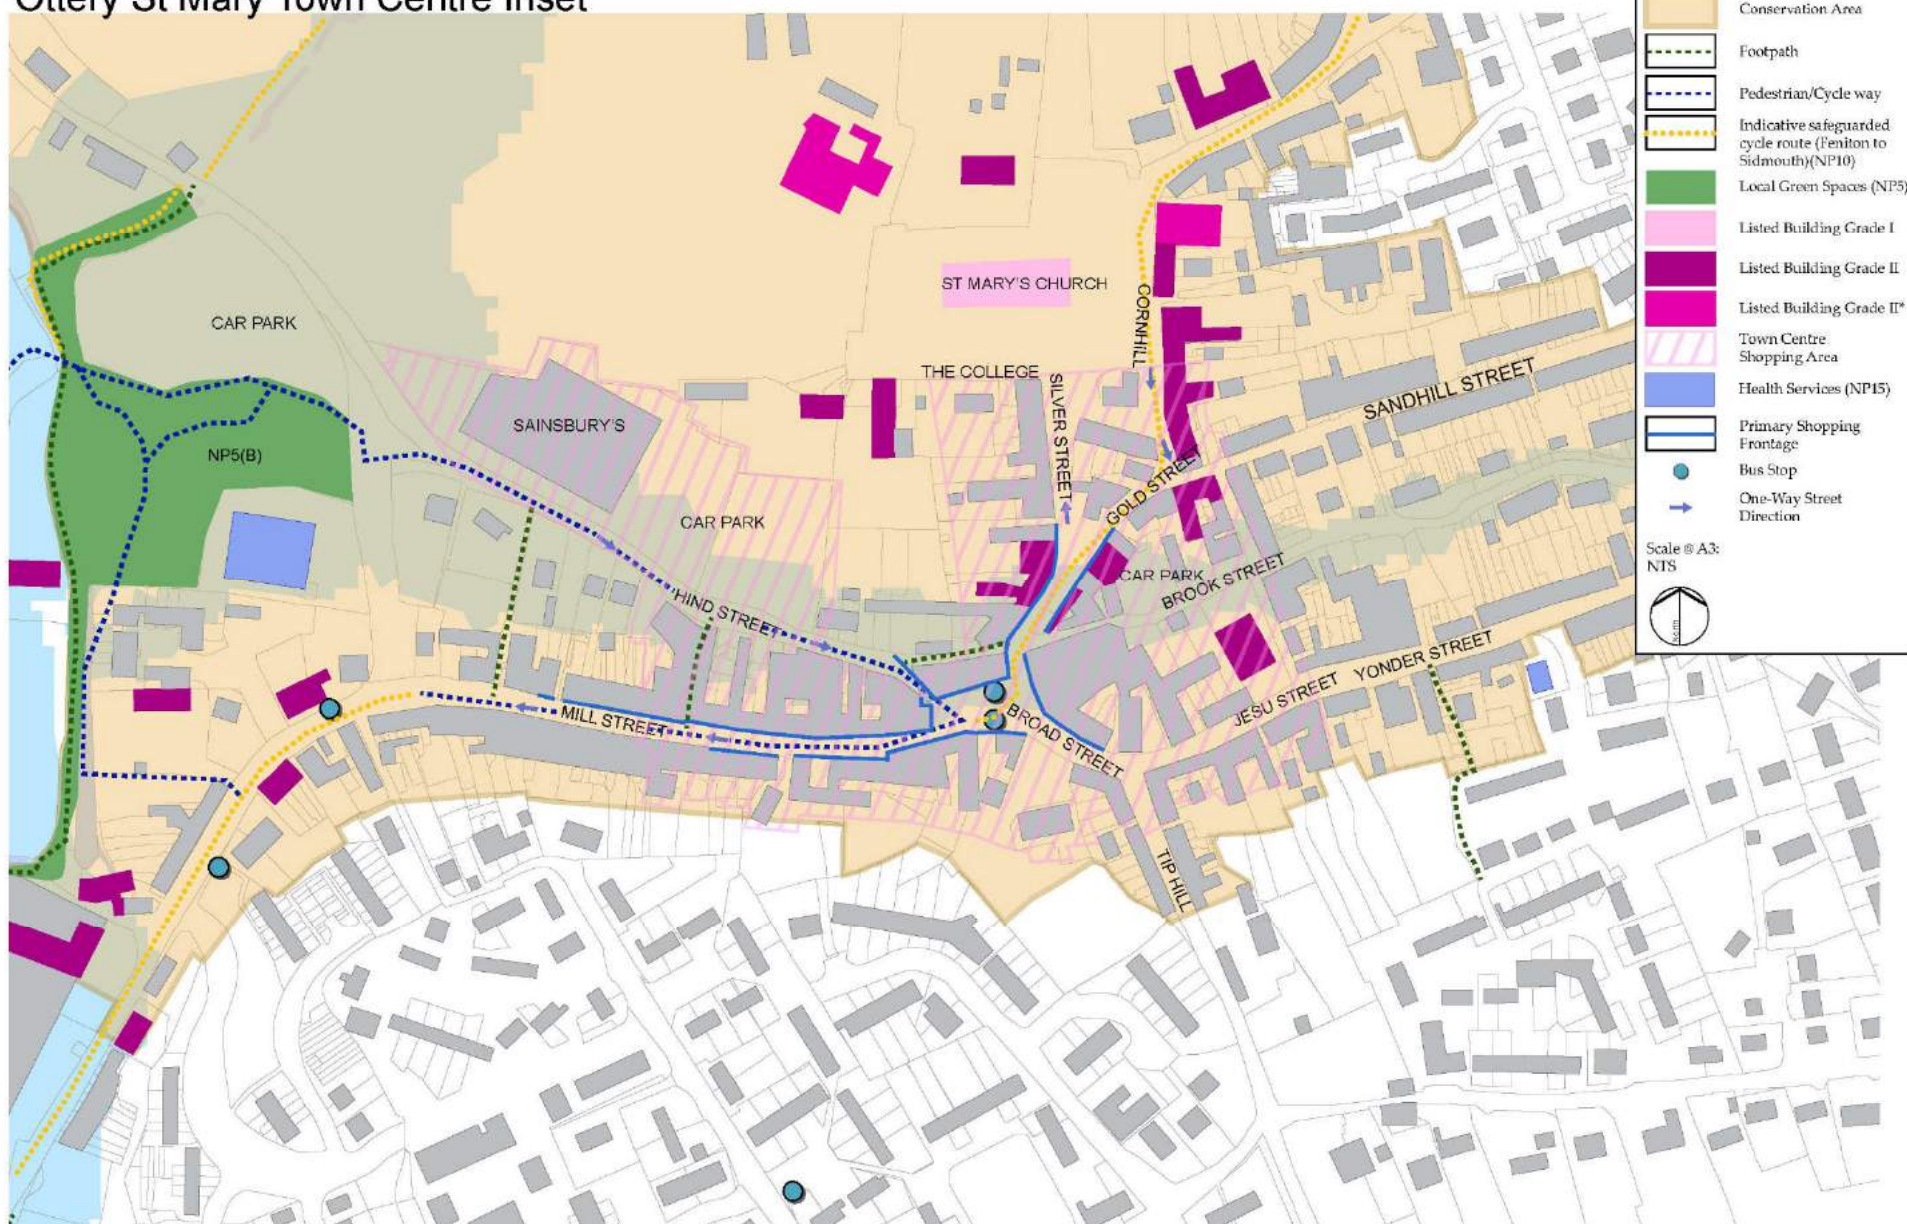 Ottery St Mary Town Centre Inset
Conservation Area
Footpath
Pedestrian/Cycle way
Indicative safeguarded
cycle route (Feniton to
Sidmouth)(NP10)
Local Green Spaces (NP5)
Listed Building Grade I
Listed Building Grade II
Listed Building Grade II*
Town Centre
Shopping Area
Health Services (NP15)
Primary Shopping
Frontage
Bus Stop
One-Way Street
Direction
Scale @ A3:
NTS
North
CAR PARK
ST MARY'S CHURCH
CORNHILL
THE COLLEGE
SILVER STREET
SANDHILL STREET
SAINSBURY'S
NP5(B)
GOLD STREET
CAR PARK
CAR PARK
BROOK STREET
HIND STREET
YONDER STREET
JESU STREET
MILL STREET
BROAD STREET
TIP HILL